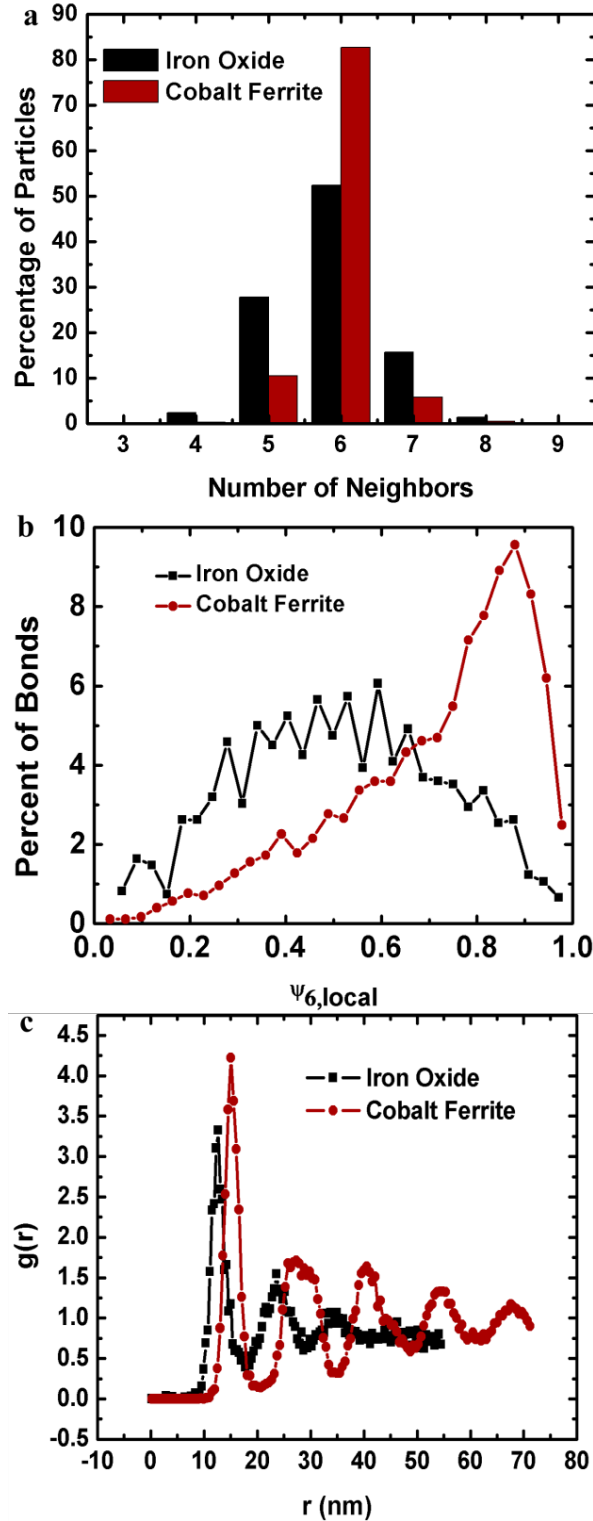 a
90
80
70
60
50
40
30
20
10
0
Percentage of Particles
Iron Oxide
Cobalt Ferrite
3 4 5 6 7 8 9
Number of Neighbors
b
10
8
6
4
2
0
Percent of Bonds
Iron Oxide
Cobalt Ferrite
0.0 0.2 0.4 0.6 0.8 1.0
Ψ6,local
c
4.5
4.0
3.5
3.0
2.5
2.0
1.5
1.0
0.5
0.0
-0.5
g(r)
Iron Oxide
Cobalt Ferrite
-10 0 10 20 30 40 50 60 70 80
r (nm)